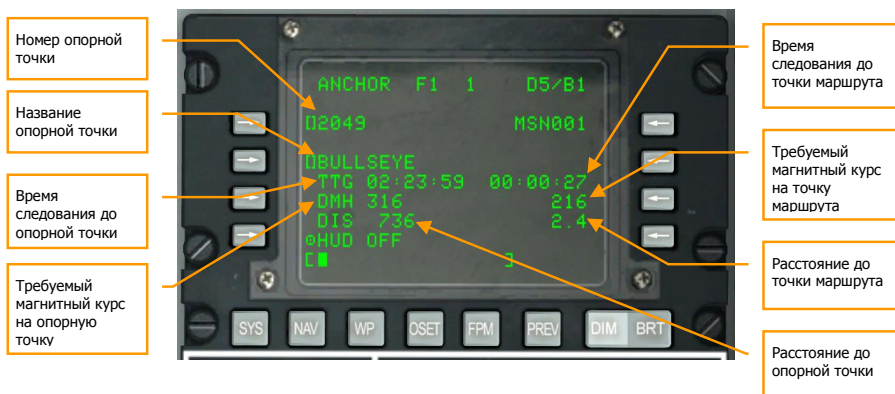 Номер опорной
точки
Название
опорной точки
Время
следования до
опорной точки
Требуемый
магнитный курс
на опорную
точку
ANCHOR F1 1 D5/B1
[]2049 MSN001
[]BULLSEYE
TTG 02:23:59 00:00:27
DMH 316 216
DIS 736 2.4
HUD OFF
[ ]
SYS NAV WP OSET FPM PREV DIM BRT
Время
следования до
точки маршрута
Требуемый
магнитный курс
на точку
маршрута
Расстояние до
точки маршрута
Расстояние до
опорной точки